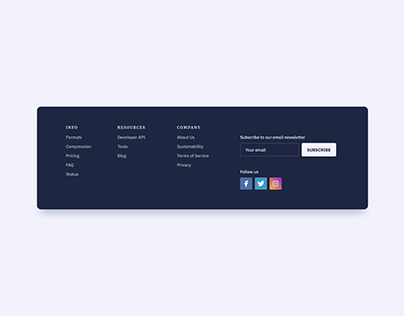 INFO
Formats
Compression
Pricing
FAQ
Status
RESOURCES
Developer API
Tools
Blog
COMPANY
About Us
Sustainability
Terms of Service
Privacy
Subscribe to our email newsletter
Your email
SUBSCRIBE
Follow us